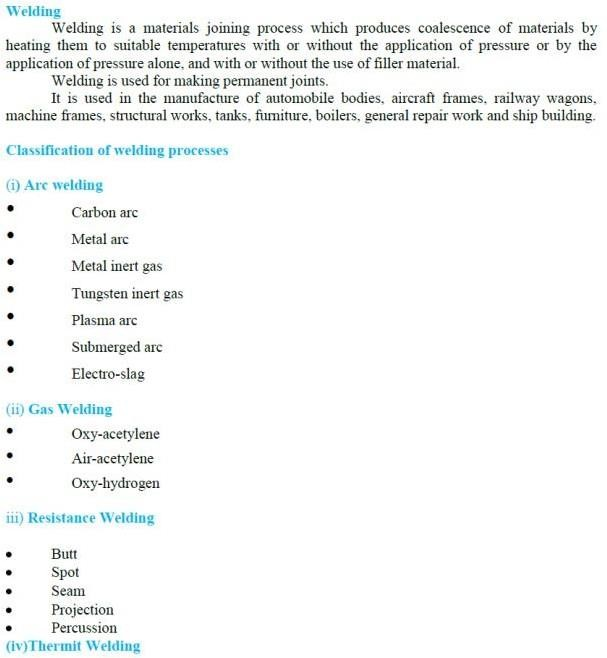 Welding
Welding is a materials joining process which produces coalescence of materials by
heating them to suitable temperatures with or without the application of pressure or by the
application of pressure alone, and with or without the use of filler material.
Welding is used for making permanent joints.
It is used in the manufacture of automobile bodies, aircraft frames, railway wagons,
machine frames, structural works, tanks, furniture, boilers, general repair work and ship building.
Classification of welding processes
(i) Arc welding
• Carbon arc
• Metal arc
• Metal inert gas
• Tungsten inert gas
• Plasma arc
• Submerged arc
• Electro-slag
(ii) Gas Welding
• Oxy-acetylene
• Air-acetylene
• Oxy-hydrogen
iii) Resistance Welding
• Butt
• Spot
• Seam
• Projection
• Percussion
(iv)Thermit Welding